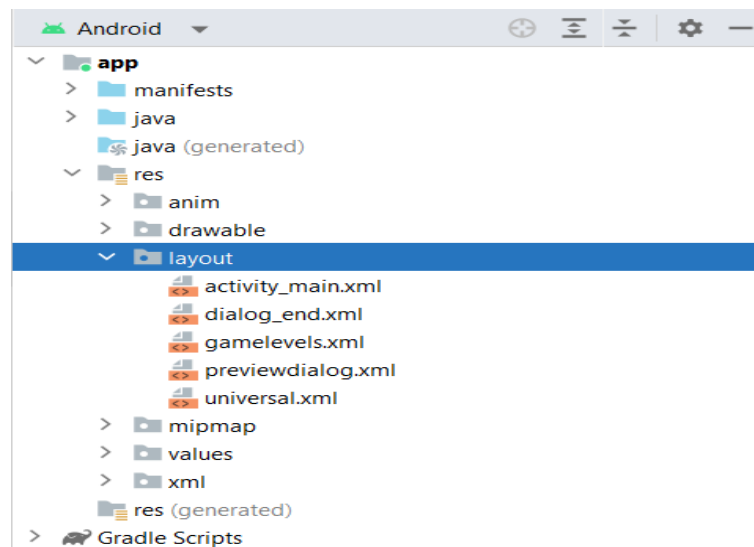 Android
app
manifests
java
java (generated)
res
anim
drawable
layout
activity_main.xml
dialog_end.xml
gamelevels.xml
previewdialog.xml
universal.xml
mipmap
values
xml
res (generated)
Gradle Scripts